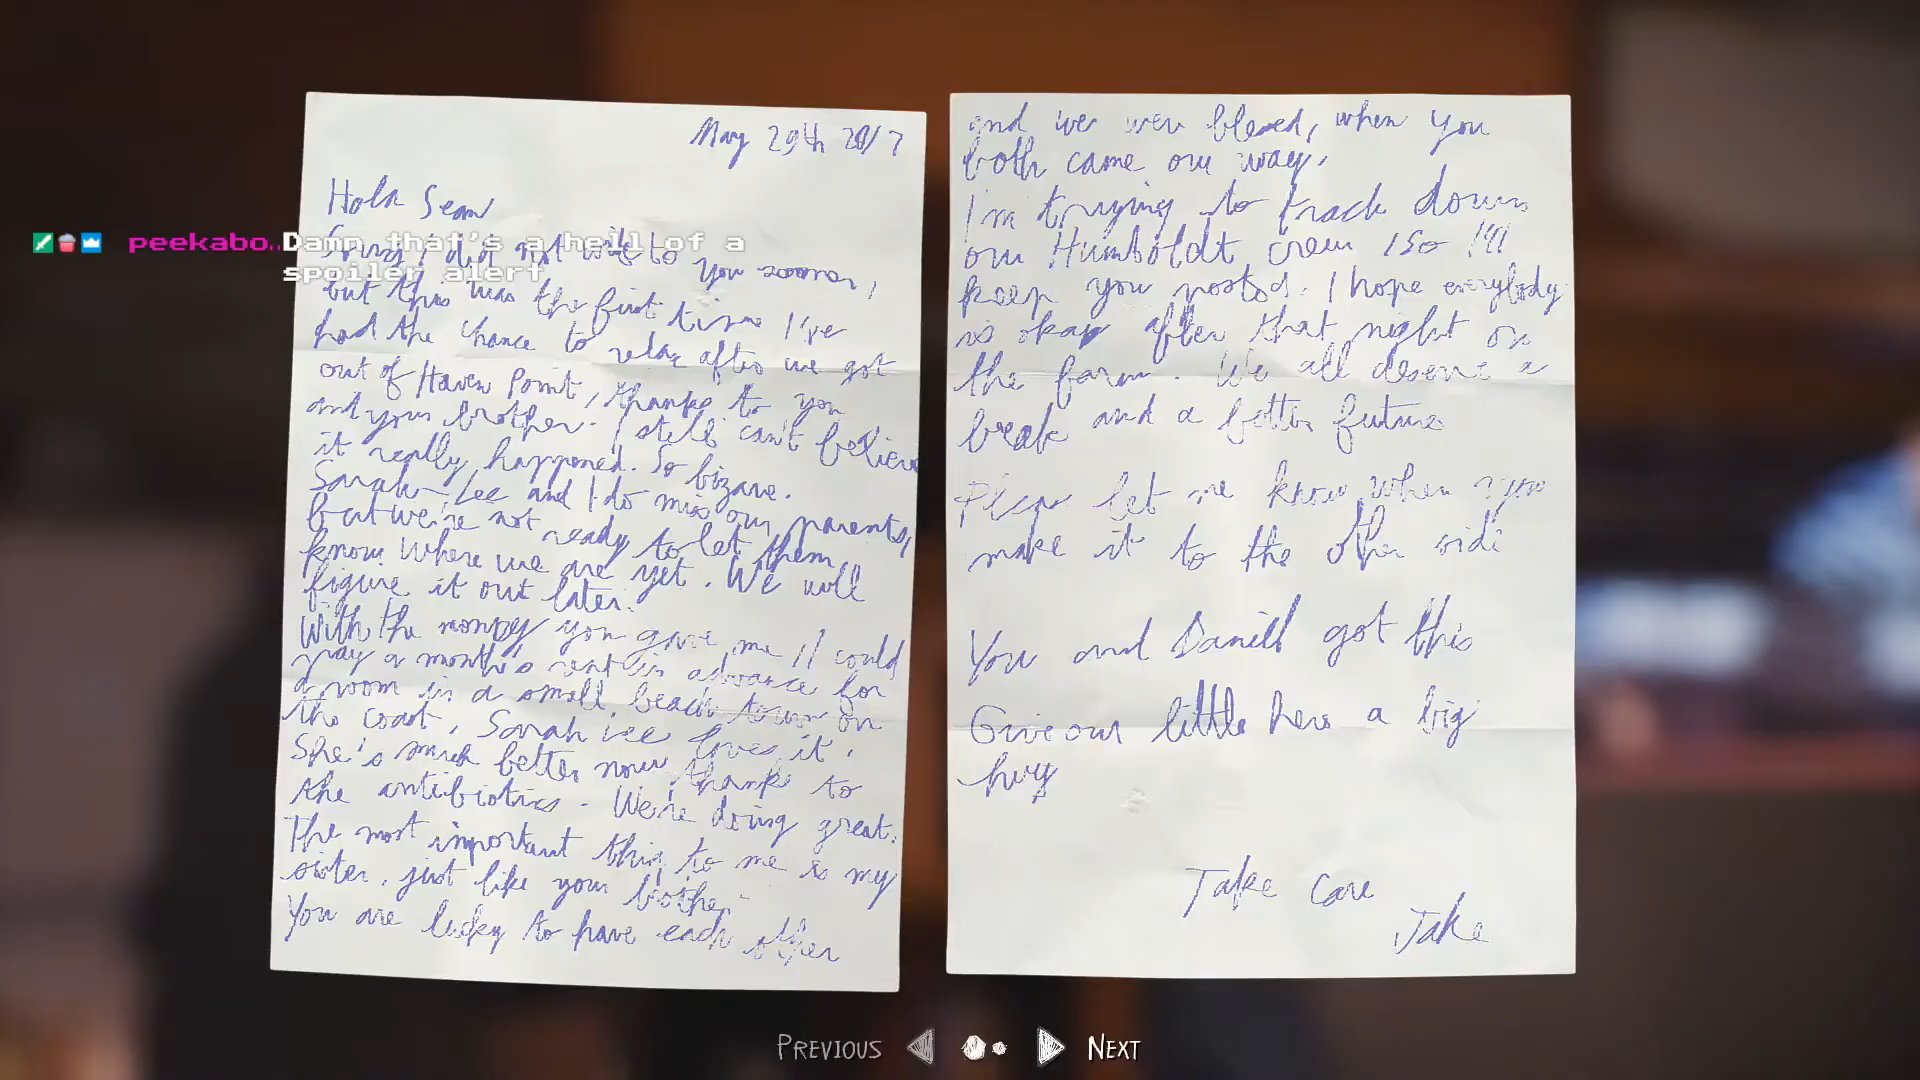 May 29th 2017
Hola Sean
Sorry I did not write to you sooner,
but this was the first time I've
had the chance to relax after we got
out of Haven Point, thanks to you
and your brother. I still can't believe
it really happened. So bizare.
Sarah-Lee and I do miss our parents,
but we're not ready to let them
know where we are yet. We will
figure it out later.
With the money you gave me, I could
pay a month's rent in advance for
a room in a small beach town on
the coast, Sarah Lee loves it.
She's much better now, thanks to
the antibiotics. We're doing great.
The most important thing to me is my
sister, just like your brother.
You are lucky to have each other
and we were blessed, when you
both came our way.
I'm trying to track down
our Humboldt crew, so I'll
keep you posted. I hope everybody
is okay after that night on
the farm. We all deserve a
break and a better future
Please let me know when you
make it to the other side
You and Daniel got this
Give our little hero a big
hug
Take Care
Jake
peekabo..Damn that's a hell of a
spoiler alert
PREVIOUS
NEXT